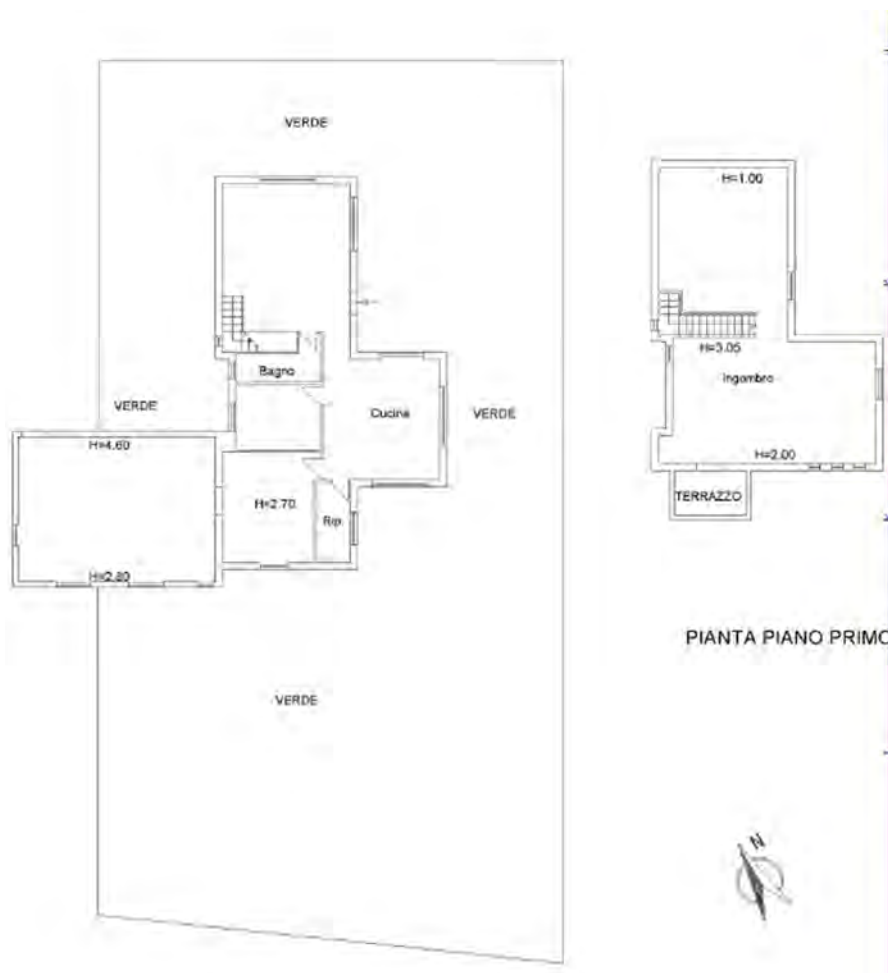 VERDE
Bagno
VERDE
Cucina
VERDE
H=4.60
H=2.70
Rip.
H=2.80
VERDE
H=1.00
H=3.05
Ingombro
H=2.00
TERRAZZO
PIANTA PIANO PRIMO
N